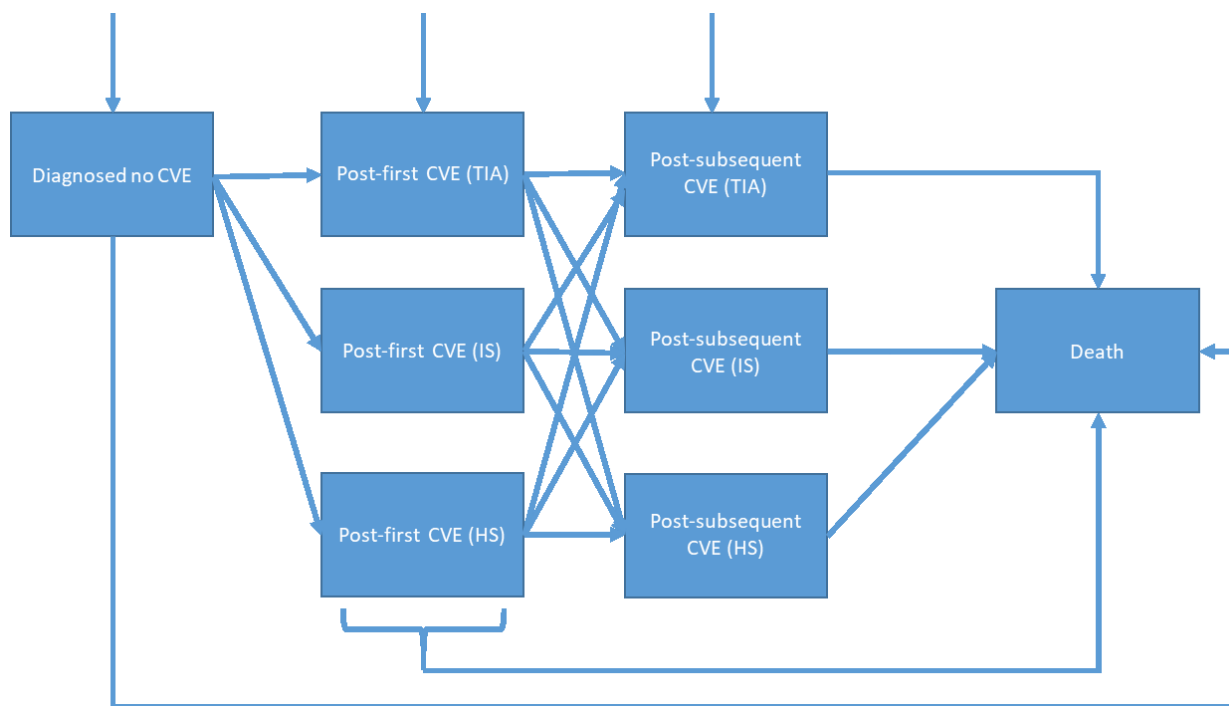 Diagnosed no CVE
Post-first CVE (TIA)
Post-subsequent
CVE (TIA)
Post-first CVE (IS)
Post-subsequent
CVE (IS)
Death
Post-first CVE (HS)
Post-subsequent
CVE (HS)